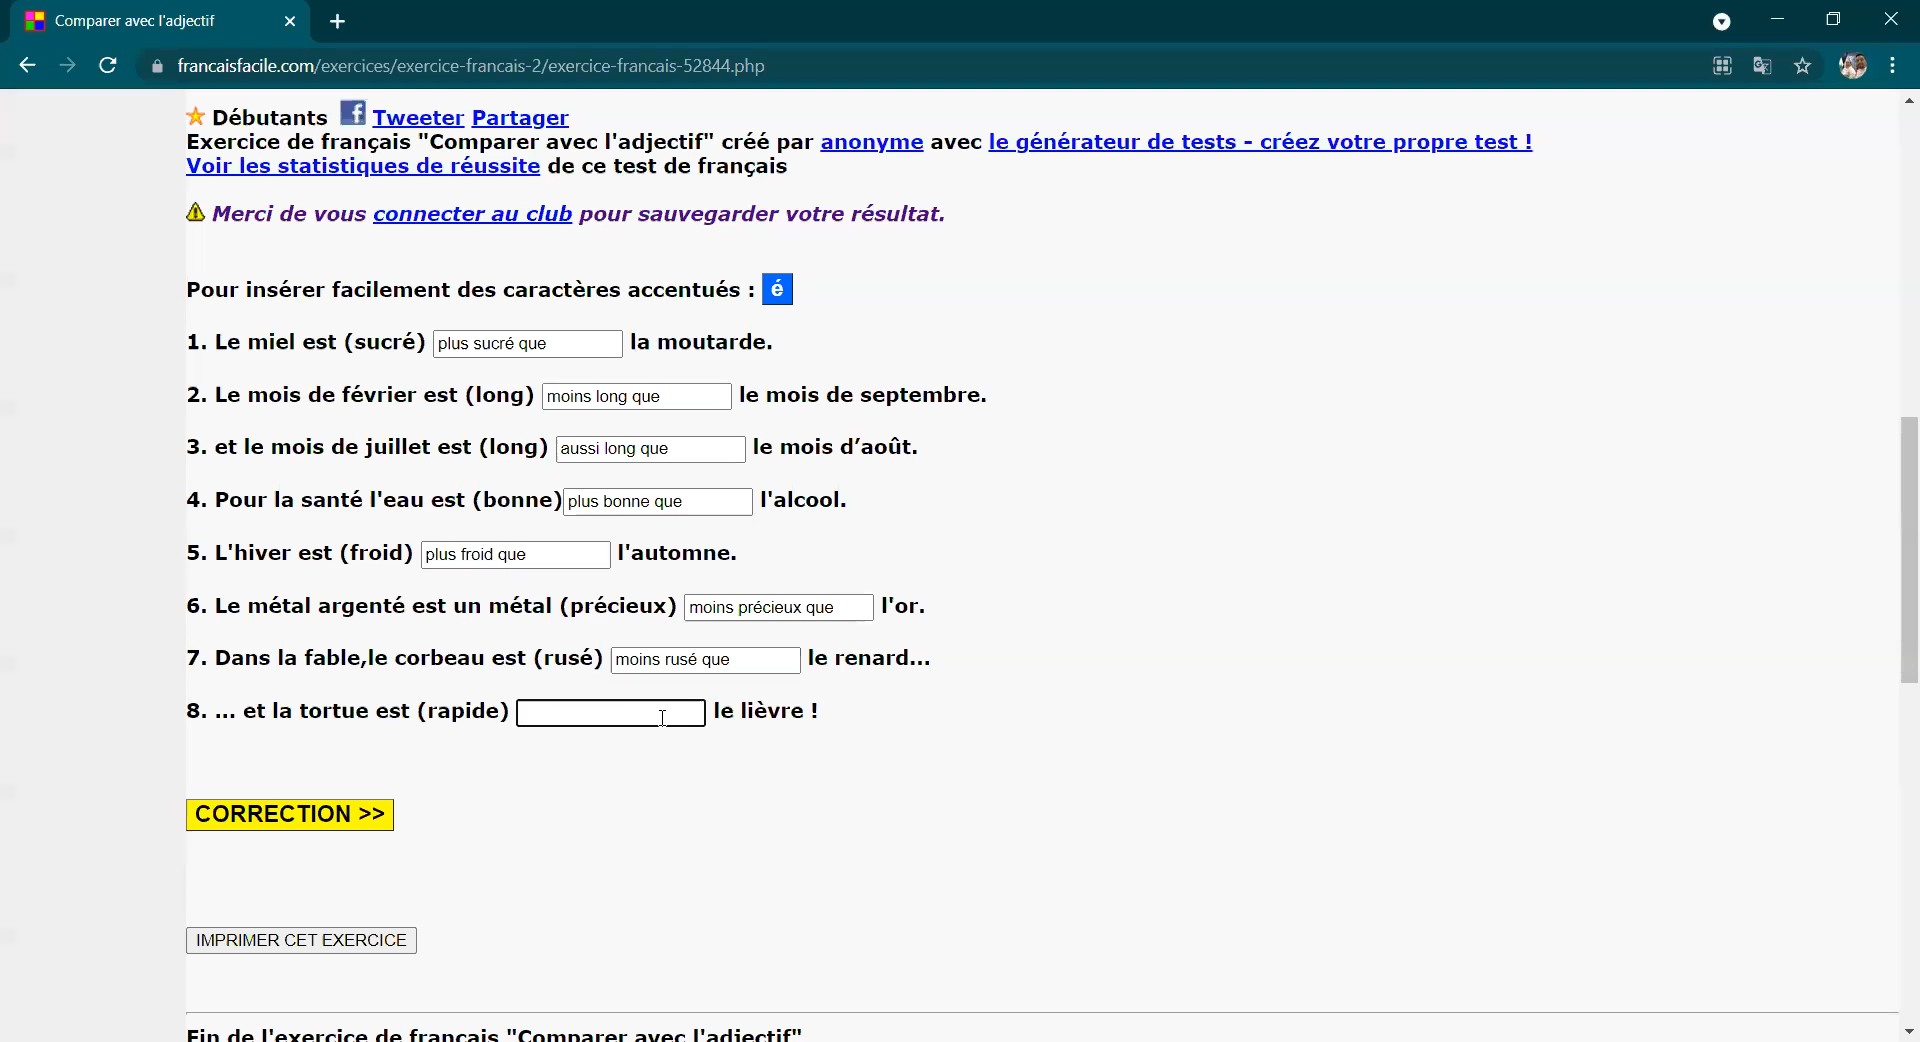 Comparer avec l'adjectif
francaisfacile.com/exercices/exercice-francais-2/exercice-francais-52844.php
Débutants Tweeter Partager
Exercice de français "Comparer avec l'adjectif" créé par anonyme avec le générateur de tests - créez votre propre test !
Voir les statistiques de réussite de ce test de français
Merci de vous connecter au club pour sauvegarder votre résultat.
Pour insérer facilement des caractères accentués : é
1. Le miel est (sucré) plus sucré que la moutarde.
2. Le mois de février est (long) moins long que le mois de septembre.
3. et le mois de juillet est (long) aussi long que le mois d’août.
4. Pour la santé l'eau est (bonne) plus bonne que l'alcool.
5. L'hiver est (froid) plus froid que l'automne.
6. Le métal argenté est un métal (précieux) moins précieux que l'or.
7. Dans la fable,le corbeau est (rusé) moins rusé que le renard...
8. ... et la tortue est (rapide) le lièvre !
CORRECTION >>
IMPRIMER CET EXERCICE
Fin de l'exercice de français "Comparer avec l'adjectif"